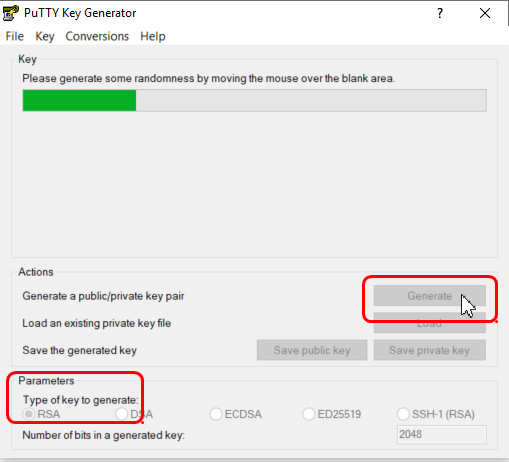 PuTTY Key Generator
File Key Conversions Help
Key
Please generate some randomness by moving the mouse over the blank area.
Actions
Generate a public/private key pair
Generate
Load an existing private key file
Load
Save the generated key
Save public key
Save private key
Parameters
Type of key to generate:
RSA DSA ECDSA ED25519 SSH-1 (RSA)
Number of bits in a generated key:
2048